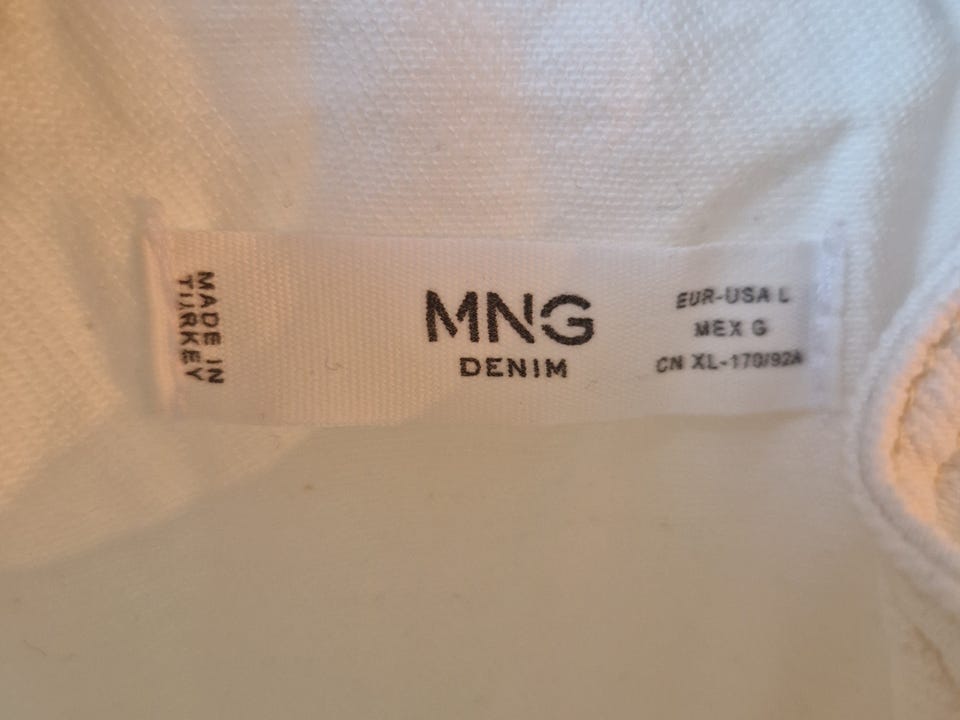 MADE IN
TURKEY
MNG
DENIM
EUR-USA L
MEX G
CN XL-170/92A